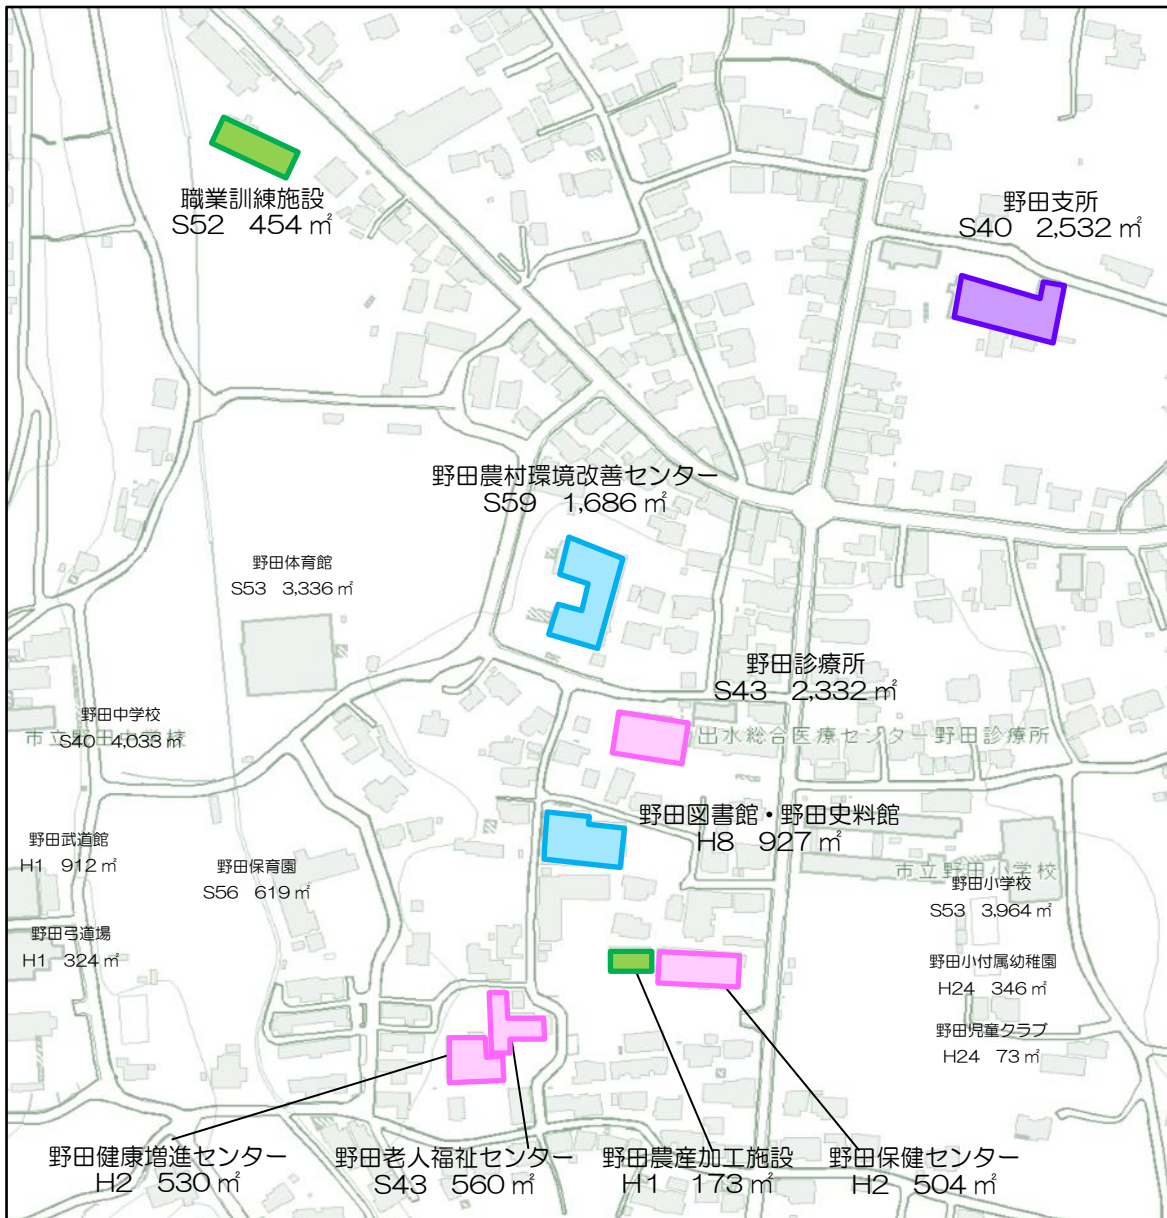 職業訓練施設
S52 454㎡
野田支所
S40 2,532㎡
野田農村環境改善センター
S59 1,686㎡
野田体育館
S53 3,336㎡
野田診療所
S43 2,332㎡
野田中学校
S40 4,033㎡
市立野田中学校
出水総合医療センター野田診療所
野田図書館・野田史料館
H8 927㎡
野田武道館
H1 912㎡
野田保育園
S56 619㎡
市立野田小学校
野田小学校
S53 3,964㎡
野田弓道場
H1 324㎡
野田小付属幼稚園
H24 346㎡
野田児童クラブ
H24 73㎡
野田健康増進センター
H2 530㎡
野田老人福祉センター
S43 560㎡
野田農産加工施設
H1 173㎡
野田保健センター
H2 504㎡